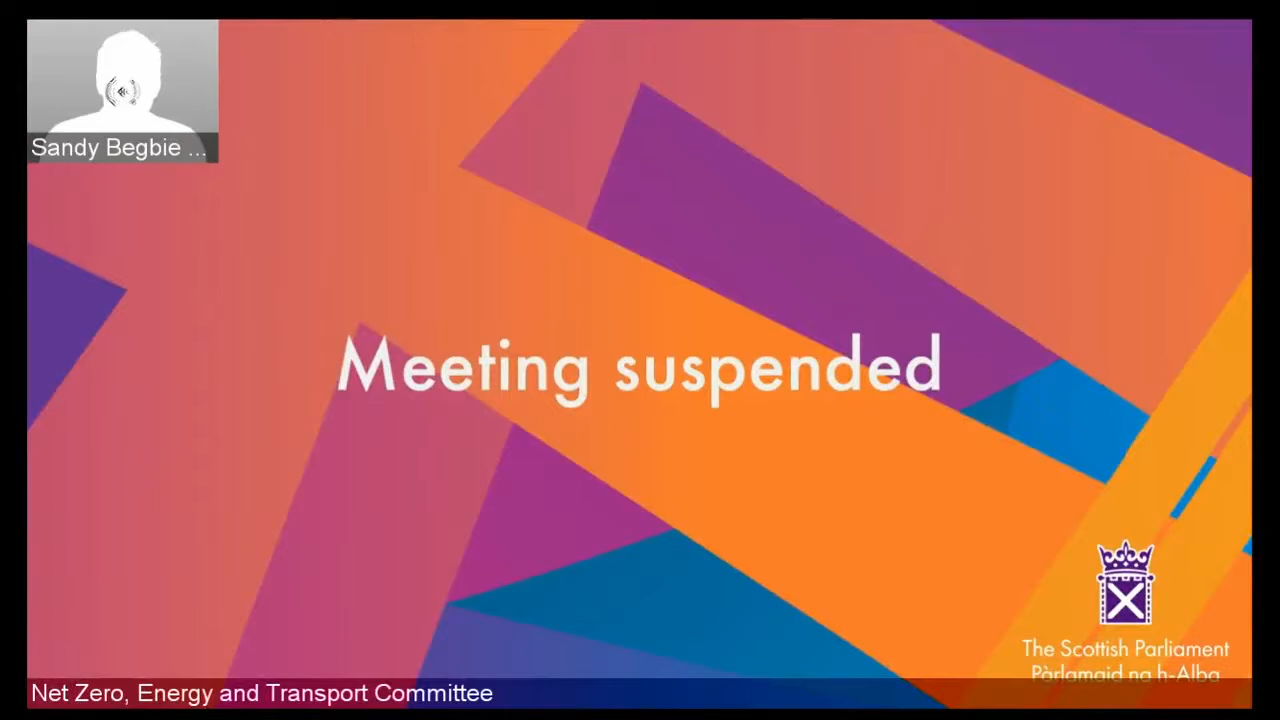 Sandy Begbie ...
Meeting suspended
The Scottish Parliament
Pàrlamaid na h-Alba
Net Zero, Energy and Transport Committee